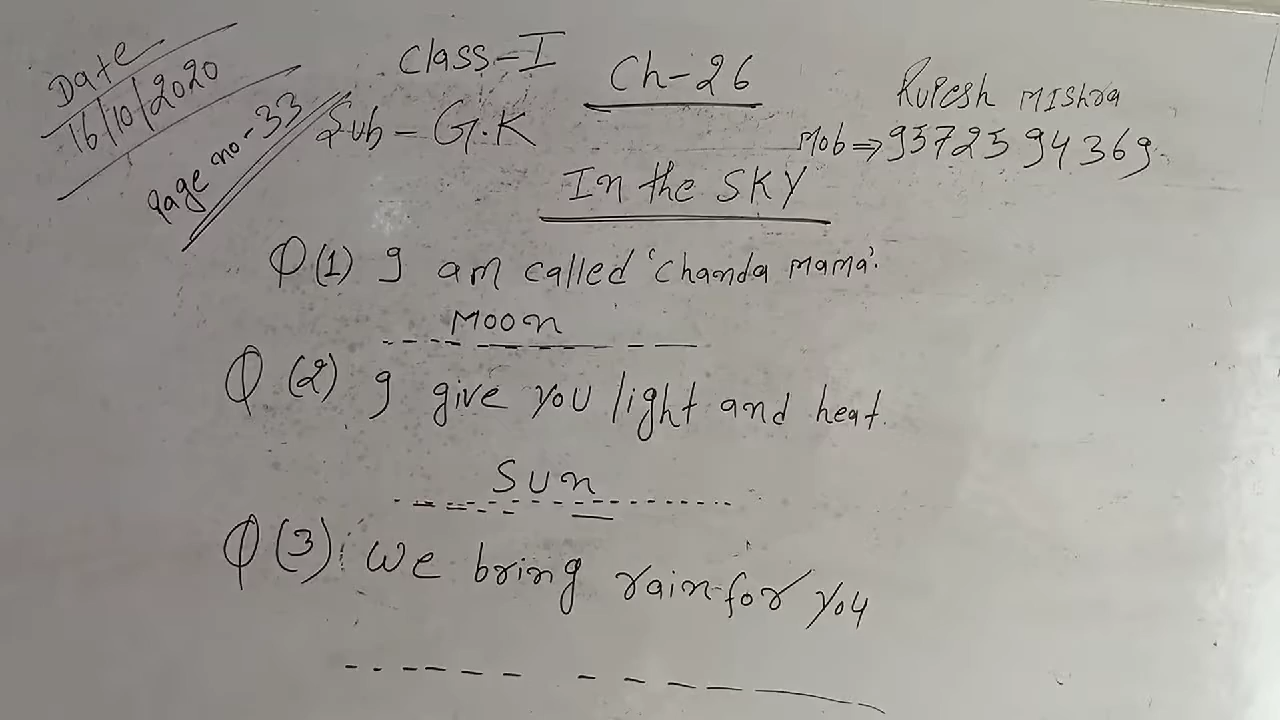 Date
16/10/2020
Page no - 33
Class - I
Sub - G.K
Ch - 26
Rupesh Mishra
Mob ⇒ 9572594369.
In the SKY
Q(1) I am called 'Chanda Mama'.
Moon
Q (2) I give you light and heat.
Sun
Q (3) We bring rain for you